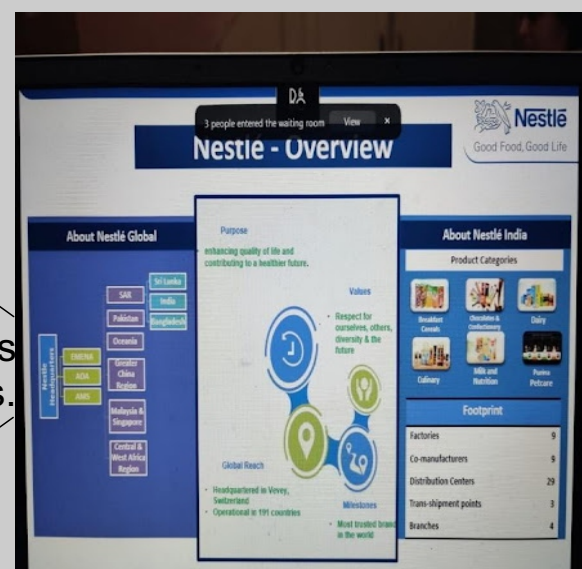 3 people entered the waiting room View ×
Nestlé
Good Food, Good Life
Nestlé - Overview
About Nestlé Global
Nestle Headquarters
EMENA
AOA
AMS
SAR
Pakistan
Oceania
Greater
China
Region
Malaysia &
Singapore
Central &
West Africa
Region
Sri Lanka
India
Bangladesh
Purpose
enhancing quality of life and
contributing to a healthier future.
Values
• Respect for
ourselves, others,
diversity & the
future
Global Reach
• Headquartered in Vevey,
Switzerland
• Operational in 191 countries
Milestones
• Most trusted brand
in the world
About Nestlé India
Product Categories
Breakfast
Cereals
Chocolates &
Confectionery
Dairy
Culinary
Milk and
Nutrition
Purina
Petcare
Footprint
Factories 9
Co-manufacturers 9
Distribution Centers 29
Trans-shipment points 3
Branches 4
s
s.